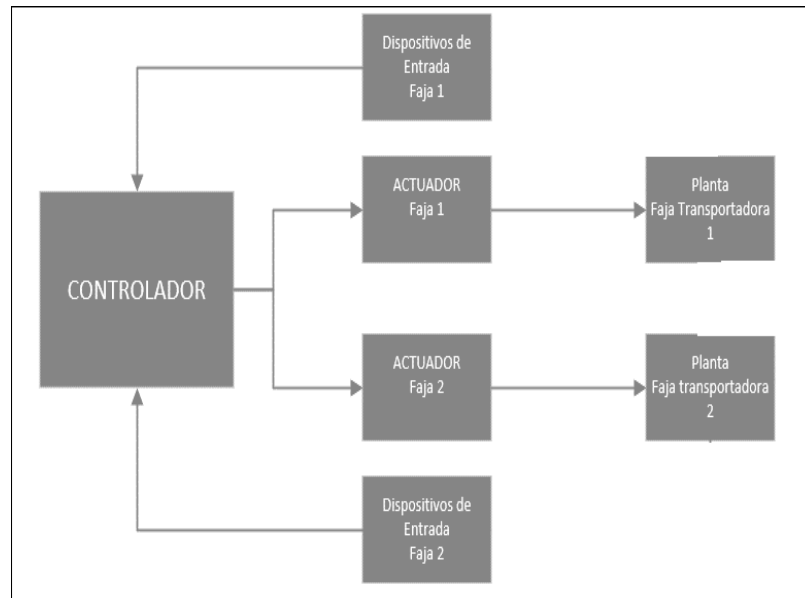 Dispositivos de
Entrada
Faja 1
ACTUADOR
Faja 1
Planta
Faja Transportadora
1
CONTROLADOR
ACTUADOR
Faja 2
Planta
Faja transportadora
2
Dispositivos de
Entrada
Faja 2